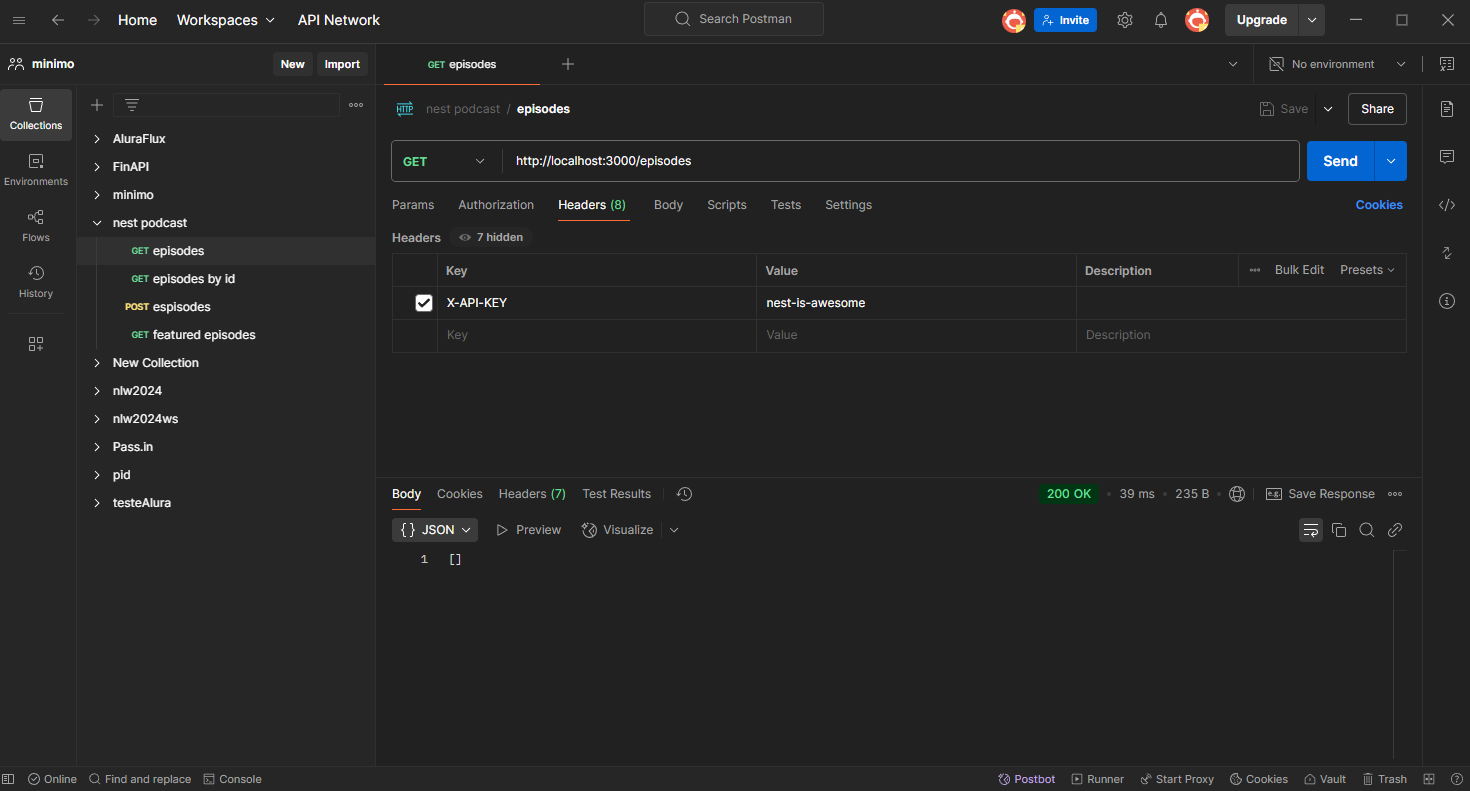 Home Workspaces API Network Search Postman Invite Upgrade
minimo New Import GET episodes No environment
Collections
Environments
Flows
History
AluraFlux
FinAPI
minimo
nest podcast
GET episodes
GET episodes by id
POST espisodes
GET featured episodes
New Collection
nlw2024
nlw2024ws
Pass.in
pid
testeAlura
HTTP nest podcast / episodes Save Share
GET http://localhost:3000/episodes Send
Params Authorization Headers (8) Body Scripts Tests Settings Cookies
Headers 7 hidden
Key Value Description Bulk Edit Presets
X-API-KEY nest-is-awesome
Key Value Description
Body Cookies Headers (7) Test Results 200 OK • 39 ms • 235 B • e.g. Save Response
{} JSON Preview Visualize
1 []
Online Find and replace Console Postbot Runner Start Proxy Cookies Vault Trash